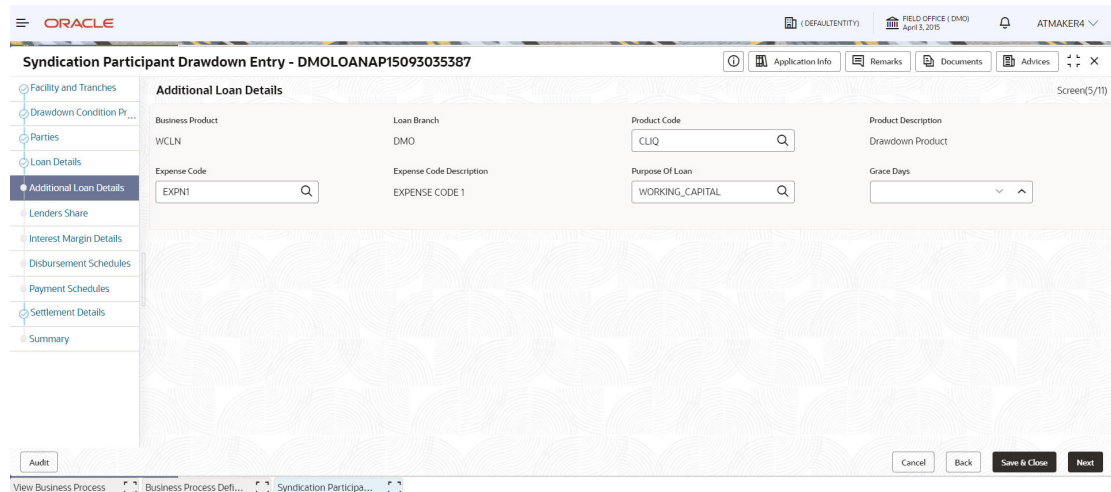 ORACLE
( DEFAULTENTITY)
FIELD OFFICE ( DMO)
April 3, 2015
ATMAKER4
Syndication Participant Drawdown Entry - DMOLOANAP15093035387
Application Info
Remarks
Documents
Advices
Facility and Tranches
Drawdown Condition Pr...
Parties
Loan Details
Additional Loan Details
Lenders Share
Interest Margin Details
Disbursement Schedules
Payment Schedules
Settlement Details
Summary
Additional Loan Details
Screen(5/11)
Business Product
Loan Branch
Product Code
Product Description
WCLN
DMO
CLIQ
Drawdown Product
Expense Code
Expense Code Description
Purpose Of Loan
Grace Days
EXPN1
EXPENSE CODE 1
WORKING_CAPITAL
Audit
Cancel
Back
Save & Close
Next
View Business Process
Business Process Defi...
Syndication Participa...